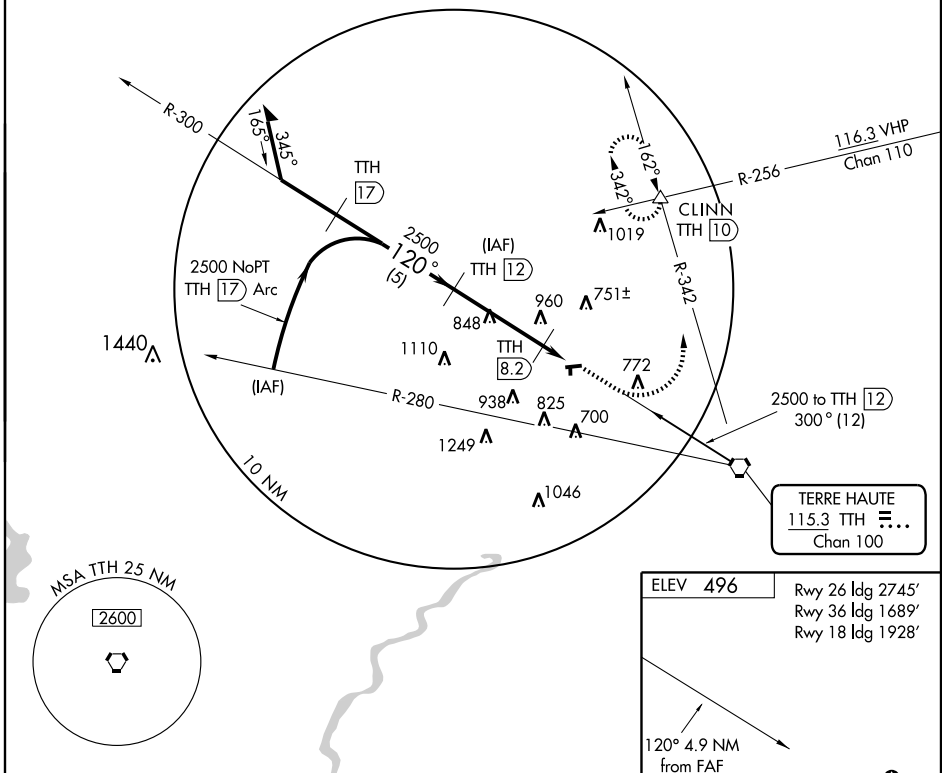 R-300
165°
345°
TTH
17
116.3 VHP
Chan 110
R-256
162°
342°
CLINN
TTH 10
1019
2500
120°
(5)
(IAF)
TTH 12
2500 NoPT
TTH 17 Arc
R-342
751±
960
848
1440
1110
TTH
8.2
772
(IAF)
R-280
938
825
700
2500 to TTH 12
300° (12)
1249
10 NM
1046
TERRE HAUTE
115.3 TTH
Chan 100
MSA TTH 25 NM
2600
ELEV 496
Rwy 26 ldg 2745'
Rwy 36 ldg 1689'
Rwy 18 ldg 1928'
120° 4.9 NM
from FAF